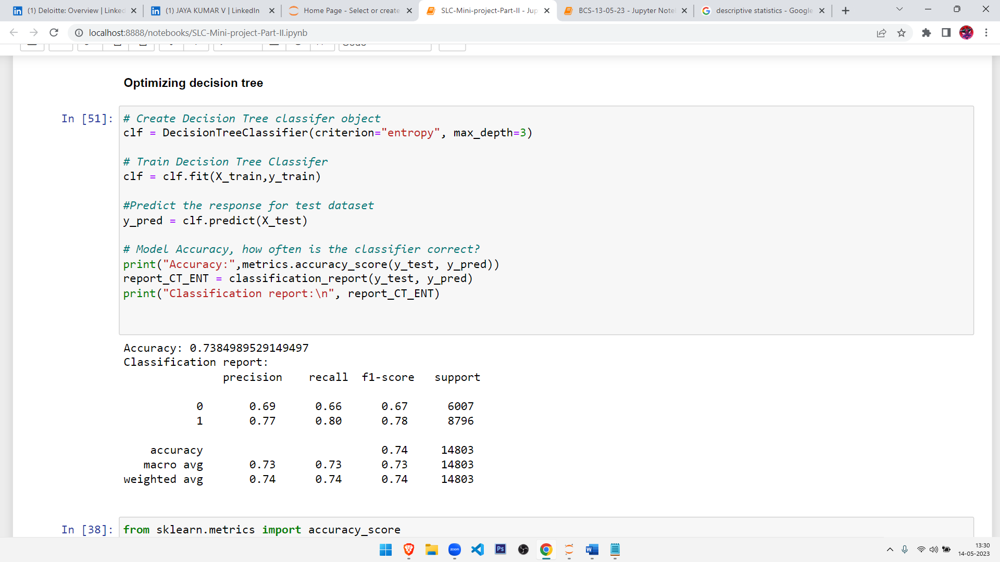 (1) Deloitte: Overview | Linked
(1) JAYA KUMAR V | LinkedIn
Home Page - Select or create
SLC-Mini-project-Part-II - Jup
BCS-13-05-23 - Jupyter Note
descriptive statistics - Google
localhost:8888/notebooks/SLC-Mini-project-Part-II.ipynb
Optimizing decision tree
In [51]:
# Create Decision Tree classifer object
clf = DecisionTreeClassifier(criterion="entropy", max_depth=3)
# Train Decision Tree Classifer
clf = clf.fit(X_train,y_train)
#Predict the response for test dataset
y_pred = clf.predict(X_test)
# Model Accuracy, how often is the classifier correct?
print("Accuracy:",metrics.accuracy_score(y_test, y_pred))
report_CT_ENT = classification_report(y_test, y_pred)
print("Classification report:\n", report_CT_ENT)
Accuracy: 0.7384989529149497
Classification report:
precision recall f1-score support
0 0.69 0.66 0.67 6007
1 0.77 0.80 0.78 8796
accuracy 0.74 14803
macro avg 0.73 0.73 0.73 14803
weighted avg 0.74 0.74 0.74 14803
In [38]: from sklearn.metrics import accuracy_score
zoom
Ps
W
13:30
14-05-2023